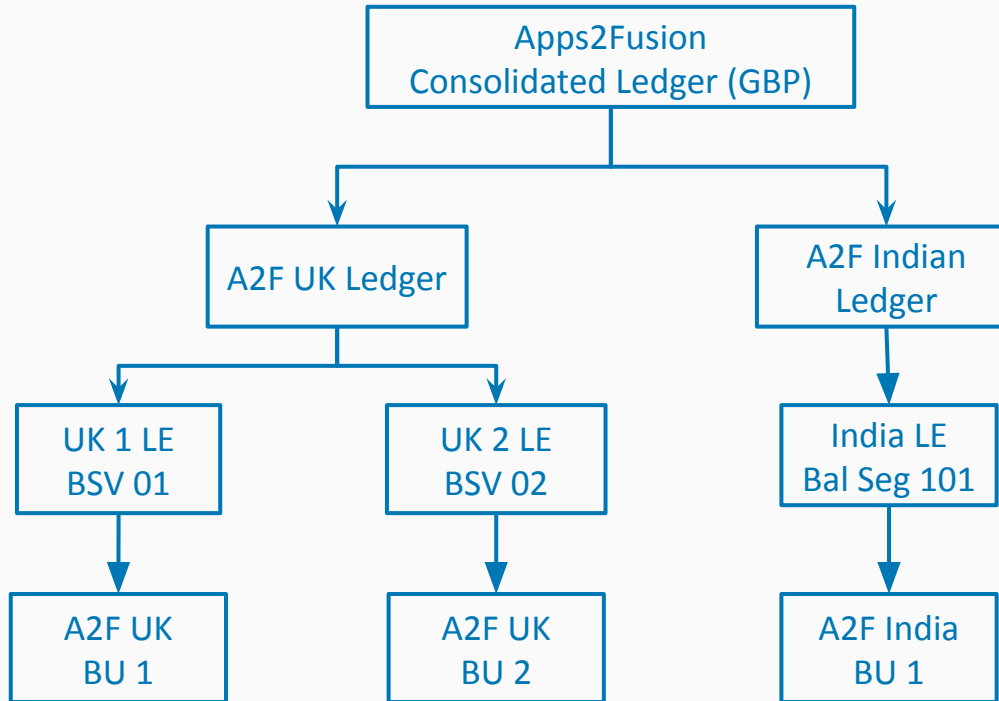 Apps2Fusion
Consolidated Ledger (GBP)
A2F UK Ledger
A2F Indian
Ledger
UK 1 LE
BSV 01
UK 2 LE
BSV 02
India LE
Bal Seg 101
A2F UK
BU 1
A2F UK
BU 2
A2F India
BU 1